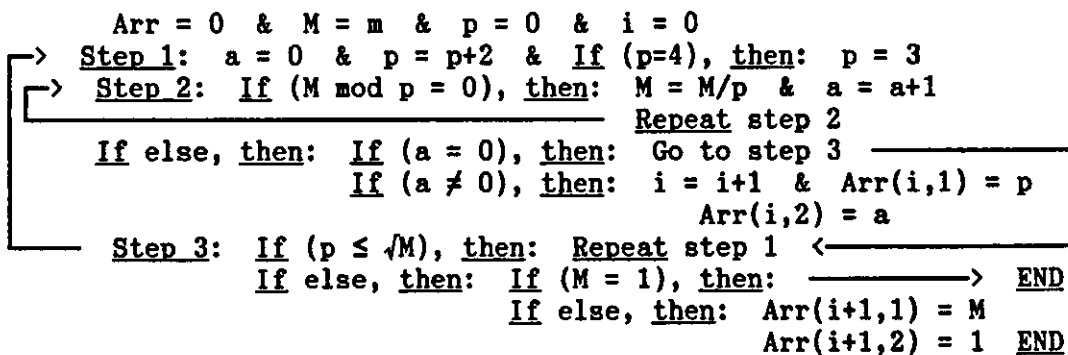 Arr = 0 & M = m & p = 0 & i = 0
Step 1: a = 0 & p = p+2 & If (p=4), then: p = 3
Step 2: If (M mod p = 0), then: M = M/p & a = a+1
Repeat step 2
If else, then: If (a = 0), then: Go to step 3
If (a ≠ 0), then: i = i+1 & Arr(i,1) = p
Arr(i,2) = a
Step 3: If (p ≤ √M), then: Repeat step 1
If else, then: If (M = 1), then: END
If else, then: Arr(i+1,1) = M
Arr(i+1,2) = 1 END